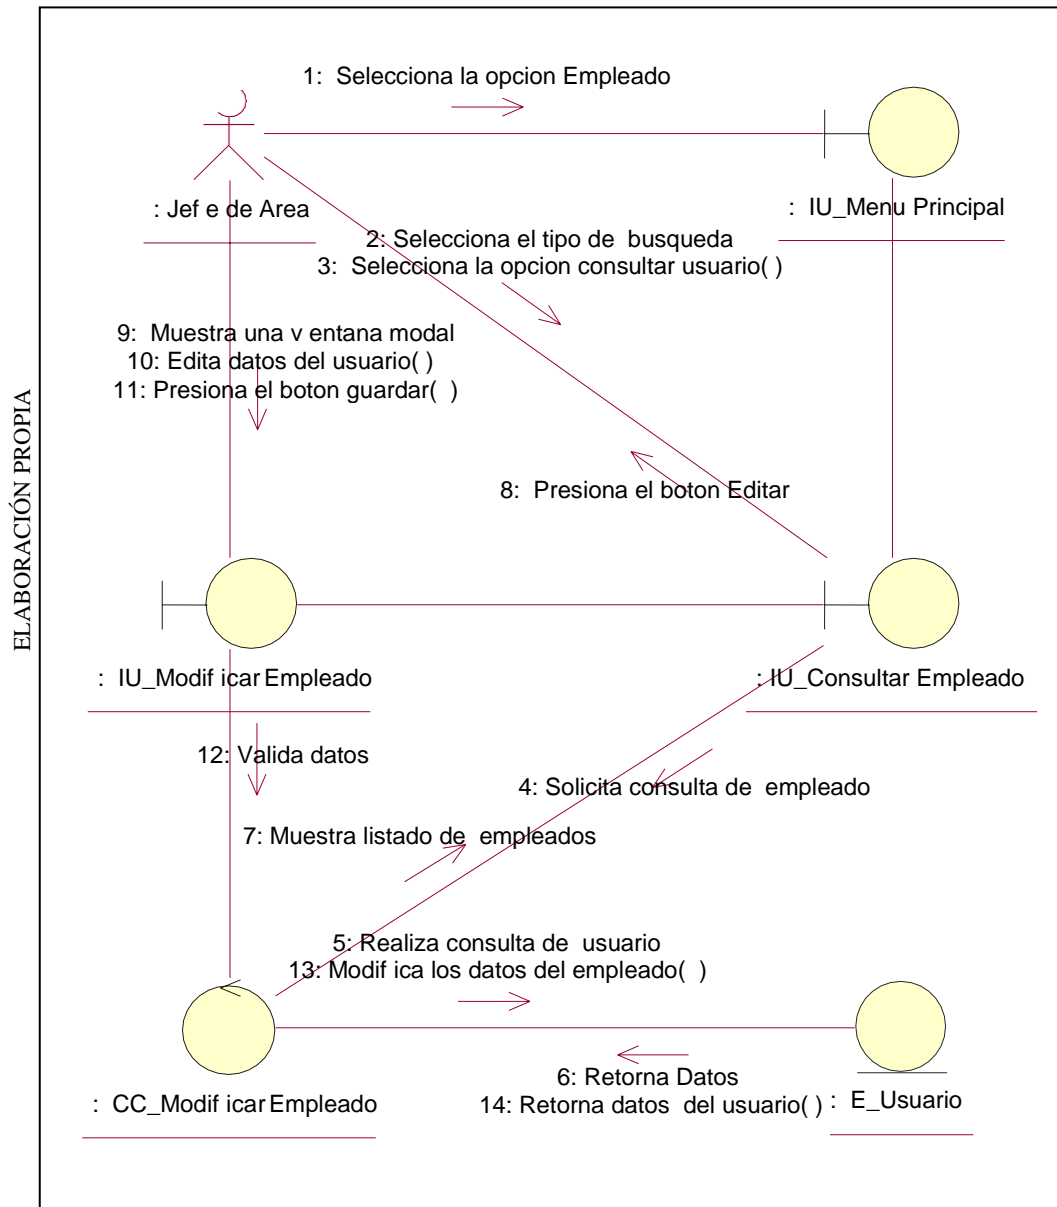 1: Selecciona la opcion Empleado
: Jef e de Area
: IU_Menu Principal
2: Selecciona el tipo de busqueda
3: Selecciona la opcion consultar usuario( )
9: Muestra una v entana modal
10: Edita datos del usuario( )
11: Presiona el boton guardar( )
8: Presiona el boton Editar
ELABORACIÓN PROPIA
: IU_Modif icar Empleado
: IU_Consultar Empleado
12: Valida datos
4: Solicita consulta de empleado
7: Muestra listado de empleados
5: Realiza consulta de usuario
13: Modif ica los datos del empleado( )
6: Retorna Datos
14: Retorna datos del usuario( )
: CC_Modif icar Empleado
: E_Usuario